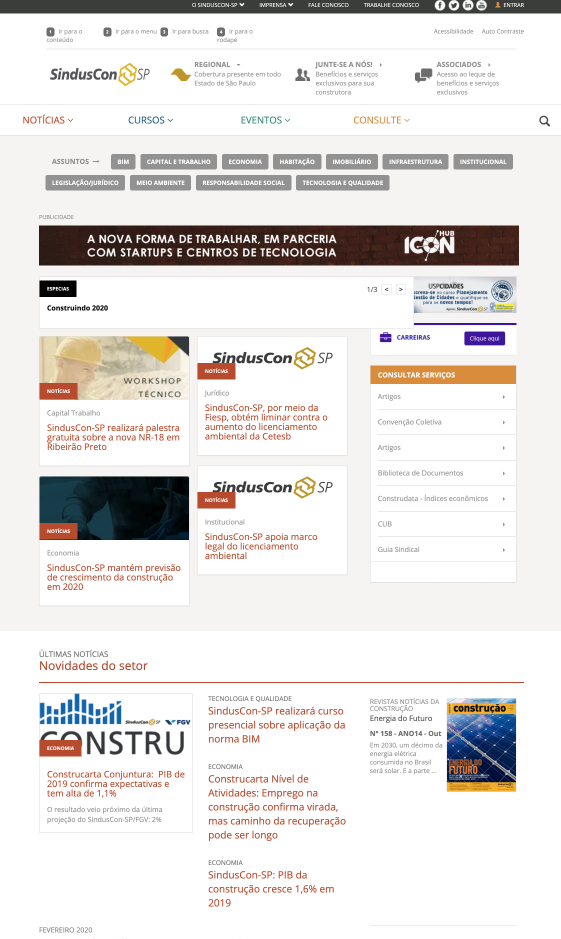 O SINDUSCON-SP
IMPRENSA
FALE CONOSCO
TRABALHE CONOSCO
ENTRAR
1 Ir para o conteúdo
2 Ir para o menu
3 Ir para busca
4 Ir para o rodapé
Acessibilidade
Auto Contraste
SindusCon SP
REGIONAL
Cobertura presente em todo
Estado de São Paulo
JUNTE-SE A NÓS!
Benefícios e serviços
exclusivos para sua
construtora
ASSOCIADOS
Acesso ao leque de
benefícios e serviços
exclusivos
NOTÍCIAS
CURSOS
EVENTOS
CONSULTE
ASSUNTOS
BIM
CAPITAL E TRABALHO
ECONOMIA
HABITAÇÃO
IMOBILIÁRIO
INFRAESTRUTURA
INSTITUCIONAL
LEGISLAÇÃO/JURÍDICO
MEIO AMBIENTE
RESPONSABILIDADE SOCIAL
TECNOLOGIA E QUALIDADE
PUBLICIDADE
A NOVA FORMA DE TRABALHAR, EM PARCERIA
COM STARTUPS E CENTROS DE TECNOLOGIA
ICON HUB
ESPECIAS
1/3 < >
Construindo 2020
USPCIDADES
screva-se no curso Planejamento
Gestão de Cidades e qualifique-se
para os novos tempos!
CARREIRAS
Clique aqui
WORKSHOP
TÉCNICO
NOTÍCIAS
Capital Trabalho
SindusCon-SP realizará palestra
gratuita sobre a nova NR-18 em
Ribeirão Preto
SindusCon SP
NOTÍCIAS
Jurídico
SindusCon-SP, por meio da
Fiesp, obtém liminar contra o
aumento do licenciamento
ambiental da Cetesb
CONSULTAR SERVIÇOS
Artigos
Convenção Coletiva
Artigos
Biblioteca de Documentos
Construdata - Índices econômicos
CUB
Guia Sindical
NOTÍCIAS
Economia
SindusCon-SP mantém previsão
de crescimento da construção
em 2020
SindusCon SP
NOTÍCIAS
Institucional
SindusCon-SP apoia marco
legal do licenciamento
ambiental
ÚLTIMAS NOTÍCIAS
Novidades do setor
SindusCon SP FGV
CONSTRU
ECONOMIA
Construcarta Conjuntura: PIB de
2019 confirma expectativas e
tem alta de 1,1%
O resultado veio próximo da última
projeção do SindusCon-SP/FGV: 2%
TECNOLOGIA E QUALIDADE
SindusCon-SP realizará curso
presencial sobre aplicação da
norma BIM
ECONOMIA
Construcarta Nível de
Atividades: Emprego na
construção confirma virada,
mas caminho da recuperação
pode ser longo
ECONOMIA
SindusCon-SP: PIB da
construção cresce 1,6% em
2019
REVISTAS NOTÍCIAS DA
CONSTRUÇÃO
Energia do Futuro
Nº 158 - ANO14 - Out
Em 2030, um décimo da
energia elétrica
consumida no Brasil
será solar. E a parte ...
construção
ENERGIA DO
FUTURO
FEVEREIRO 2020